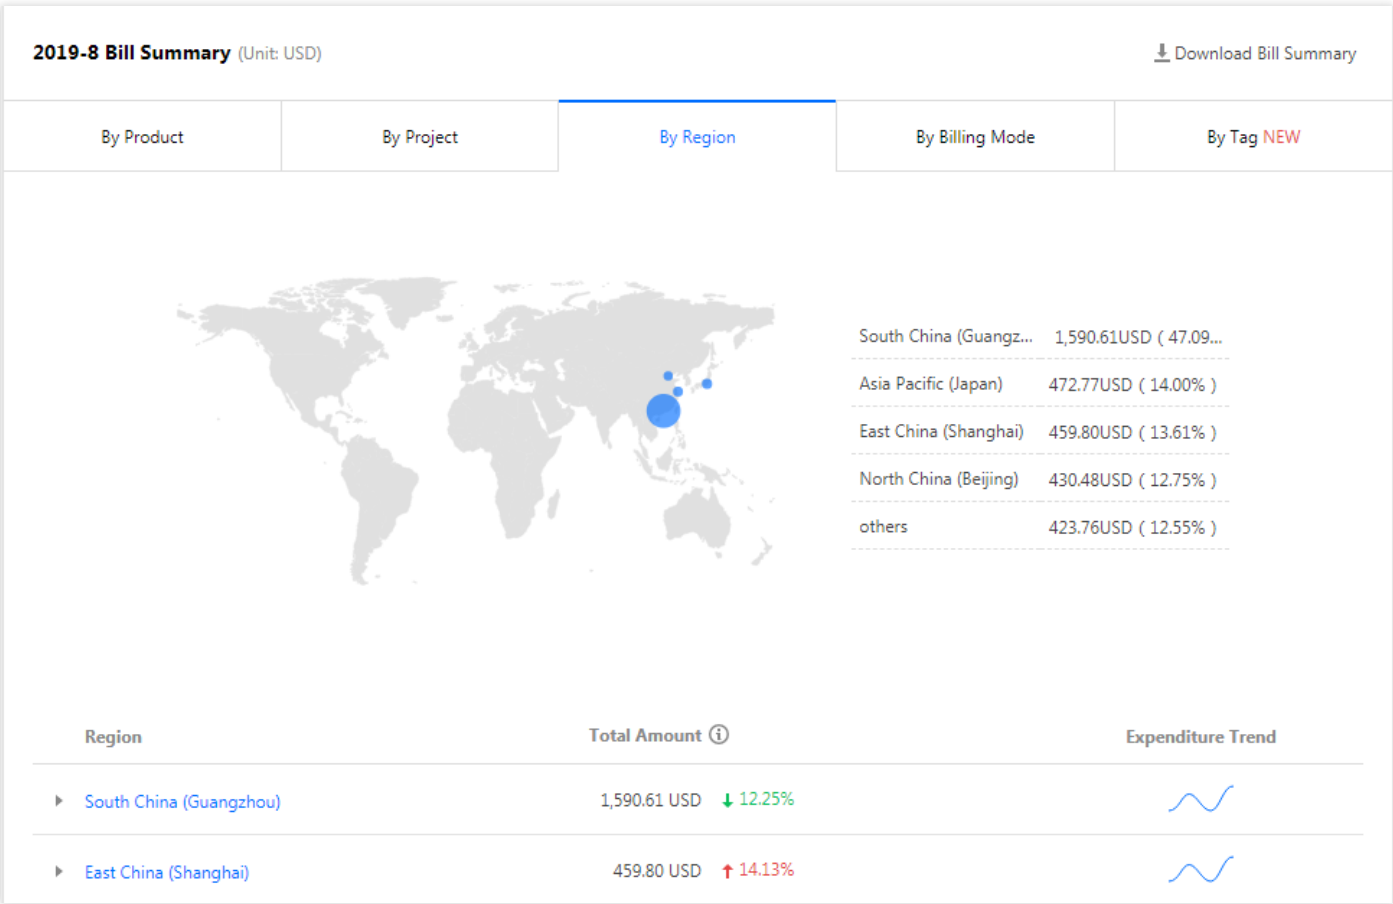 2019-8 Bill Summary (Unit: USD)
Download Bill Summary
By Product
By Project
By Region
By Billing Mode
By Tag NEW
South China (Guangz... 1,590.61USD ( 47.09...
Asia Pacific (Japan) 472.77USD ( 14.00% )
East China (Shanghai) 459.80USD ( 13.61% )
North China (Beijing) 430.48USD ( 12.75% )
others 423.76USD ( 12.55% )
Region Total Amount Expenditure Trend
South China (Guangzhou) 1,590.61 USD 12.25%
East China (Shanghai) 459.80 USD 14.13%